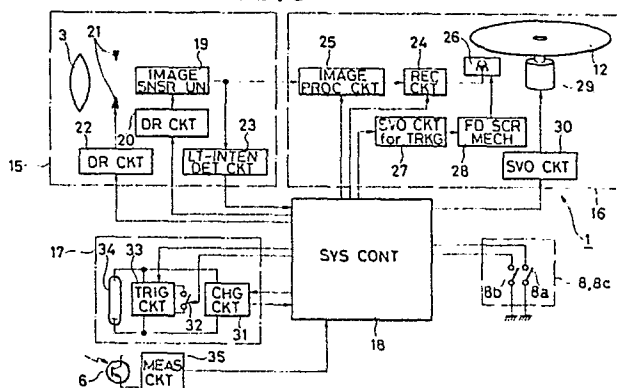 3
21
19
IMAGE
SNSR UN
25
IMAGE
PROC CKT
24
REC
CKT
26
12
29
20
DR CKT
22
DR CKT
23
LT-INTEN
DET CKT
SVO CKT
for TRKG
27
FD SCR
MECH
28
30
SVO CKT
15
16
1
17
34
33
TRIG
CKT
32
CHG
CKT
31
SYS CONT
18
8b
8a
8,8c
35
MEAS
CKT
6